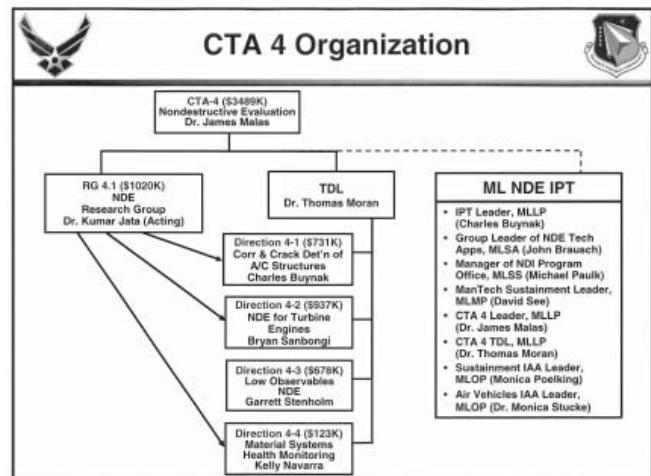 CTA 4 Organization
CTA-4 ($3489K)
Nondestructive Evaluation
Dr. James Malas
RG 4.1 ($1020K)
NDE
Research Group
Dr. Kumar Jata (Acting)
TDL
Dr. Thomas Moran
Direction 4-1 ($731K)
Corr & Crack Det'n of
A/C Structures
Charles Buynak
Direction 4-2 ($937K)
NDE for Turbine
Engines
Bryan Sanbongi
Direction 4-3 ($678K)
Low Observables
NDE
Garrett Stenholm
Direction 4-4 ($123K)
Material Systems
Health Monitoring
Kelly Navarra
ML NDE IPT
• IPT Leader, MLLP
(Charles Buynak)
• Group Leader of NDE Tech
Apps, MLSA (John Brausch)
• Manager of NDI Program
Office, MLSS (Michael Paulk)
• ManTech Sustainment Leader,
MLMP (David See)
• CTA 4 Leader, MLLP
(Dr. James Malas)
• CTA 4 TDL, MLLP
(Dr. Thomas Moran)
• Sustainment IAA Leader,
MLOP (Monica Poelking)
• Air Vehicles IAA Leader,
MLOP (Dr. Monica Stucke)